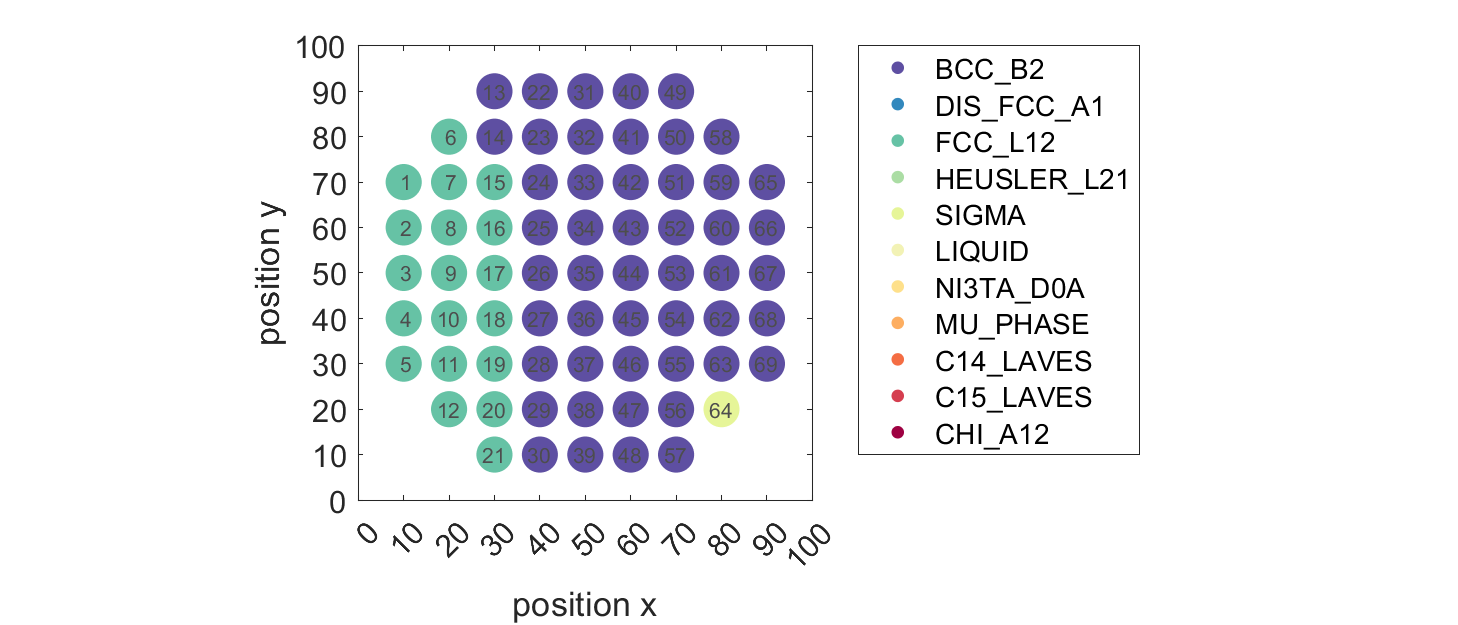 100
90
80
70
60
50
40
30
20
10
0
position y
13 22 31 40 49
6 14 23 32 41 50 58
1 7 15 24 33 42 51 59 65
2 8 16 25 34 43 52 60 66
3 9 17 26 35 44 53 61 67
4 10 18 27 36 45 54 62 68
5 11 19 28 37 46 55 63 69
12 20 29 38 47 56 64
21 30 39 48 57
0 10 20 30 40 50 60 70 80 90 100
position x
BCC_B2
DIS_FCC_A1
FCC_L12
HEUSLER_L21
SIGMA
LIQUID
NI3TA_D0A
MU_PHASE
C14_LAVES
C15_LAVES
CHI_A12